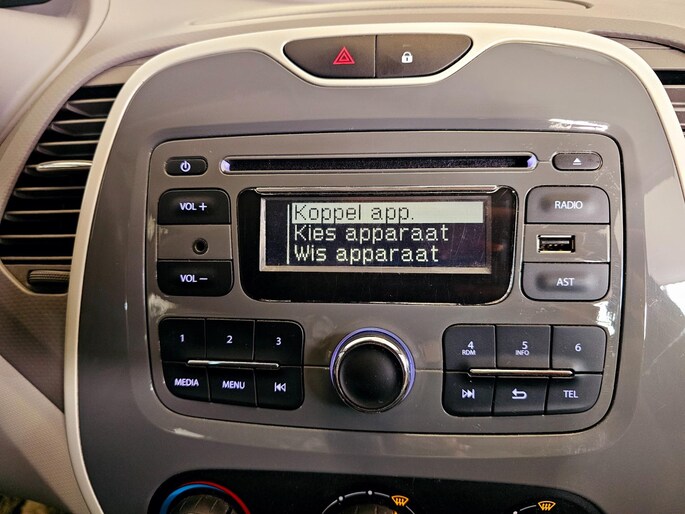 VOL +
RADIO
Koppel app.
Kies apparaat
Wis apparaat
VOL −
AST
1 2 3
4 RDM 5 INFO 6
MEDIA MENU
TEL